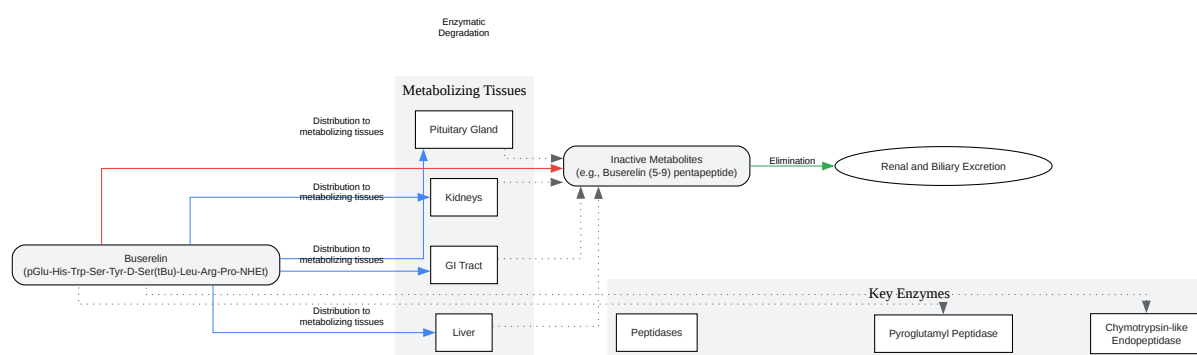 Enzymatic
Degradation
Metabolizing Tissues
Distribution to
metabolizing tissues
Pituitary Gland
Inactive Metabolites
(e.g., Buserelin (5-9) pentapeptide)
Elimination
Renal and Biliary Excretion
Distribution to
metabolizing tissues
Kidneys
Buserelin
(pGlu-His-Trp-Ser-Tyr-D-Ser(tBu)-Leu-Arg-Pro-NHEt)
Distribution to
metabolizing tissues
GI Tract
Key Enzymes
Distribution to
metabolizing tissues
Liver
Peptidases
Pyroglutamyl Peptidase
Chymotrypsin-like
Endopeptidase